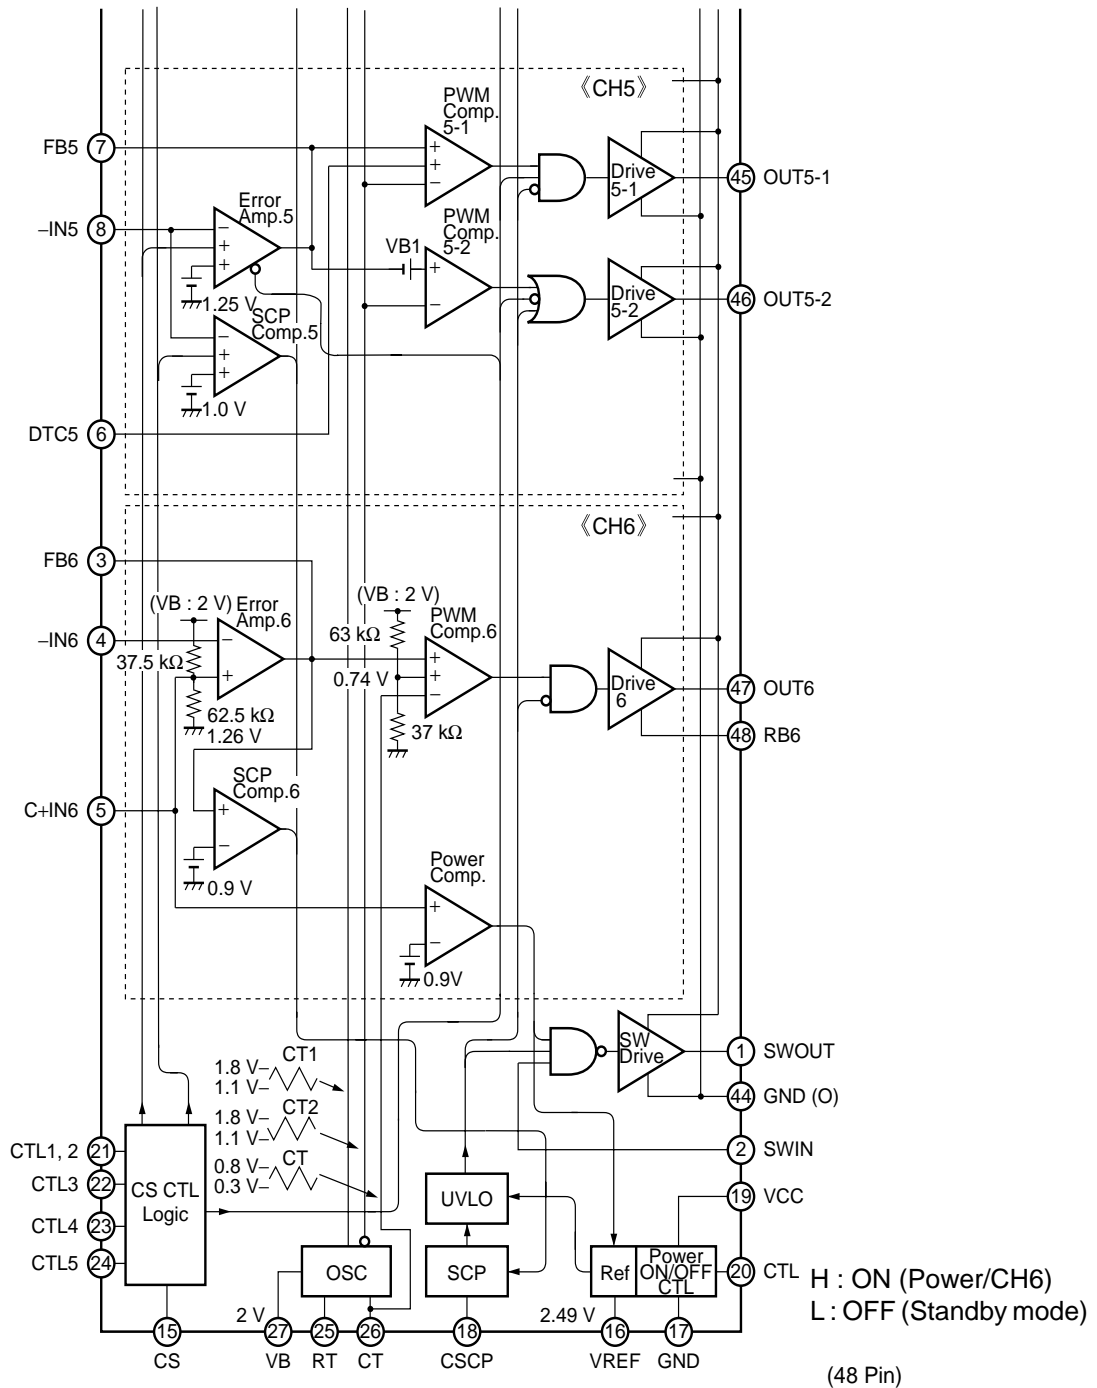 《CH5》
PWM
Comp.
5-1
FB5 7
+
+
−
Drive
5-1
45 OUT5-1
−IN5 8
Error
Amp.5
−
+
+
1.25 V
PWM
Comp.
5-2
VB1
+
−
Drive
5-2
46 OUT5-2
SCP
Comp.5
−
+
+
1.0 V
DTC5 6
《CH6》
FB6 3
(VB : 2 V)
Error
Amp.6
−IN6 4
−
+
37.5 kΩ
62.5 kΩ
1.26 V
(VB : 2 V)
63 kΩ
0.74 V
37 kΩ
PWM
Comp.6
+
+
−
Drive
6
47 OUT6
48 RB6
C+IN6 5
SCP
Comp.6
+
−
0.9 V
Power
Comp.
+
−
0.9V
SW
Drive
1 SWOUT
44 GND (O)
2 SWIN
19 VCC
20 CTL
H : ON (Power/CH6)
L : OFF (Standby mode)
CT1
1.8 V
1.1 V
CT2
1.8 V
1.1 V
CT
0.8 V
0.3 V
CTL1, 2 21
CTL3 22
CTL4 23
CTL5 24
CS CTL
Logic
OSC
UVLO
SCP
Ref
Power
ON/OFF
CTL
2 V
2.49 V
15 27 25 26 18 16 17
CS VB RT CT CSCP VREF GND
(48 Pin)